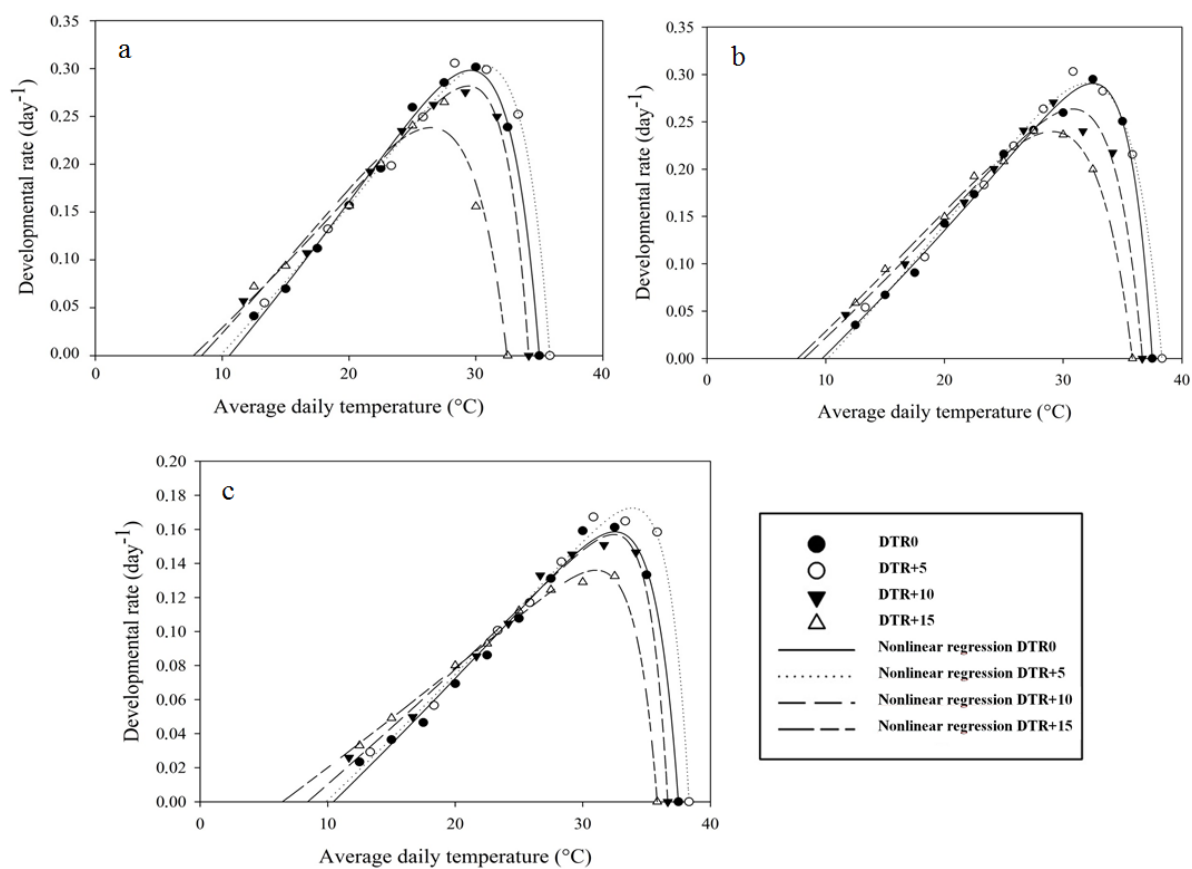 a
0.35
0.30
0.25
0.20
0.15
0.10
0.05
0.00
0
10
20
30
40
Developmental rate (day-1)
Average daily temperature (°C)
b
0.35
0.30
0.25
0.20
0.15
0.10
0.05
0.00
0
10
20
30
40
Developmental rate (day-1)
Average daily temperature (°C)
c
0.20
0.18
0.16
0.14
0.12
0.10
0.08
0.06
0.04
0.02
0.00
0
10
20
30
40
Developmental rate (day-1)
Average daily temperature (°C)
DTR0
DTR+5
DTR+10
DTR+15
Nonlinear regression DTR0
Nonlinear regression DTR+5
Nonlinear regression DTR+10
Nonlinear regression DTR+15